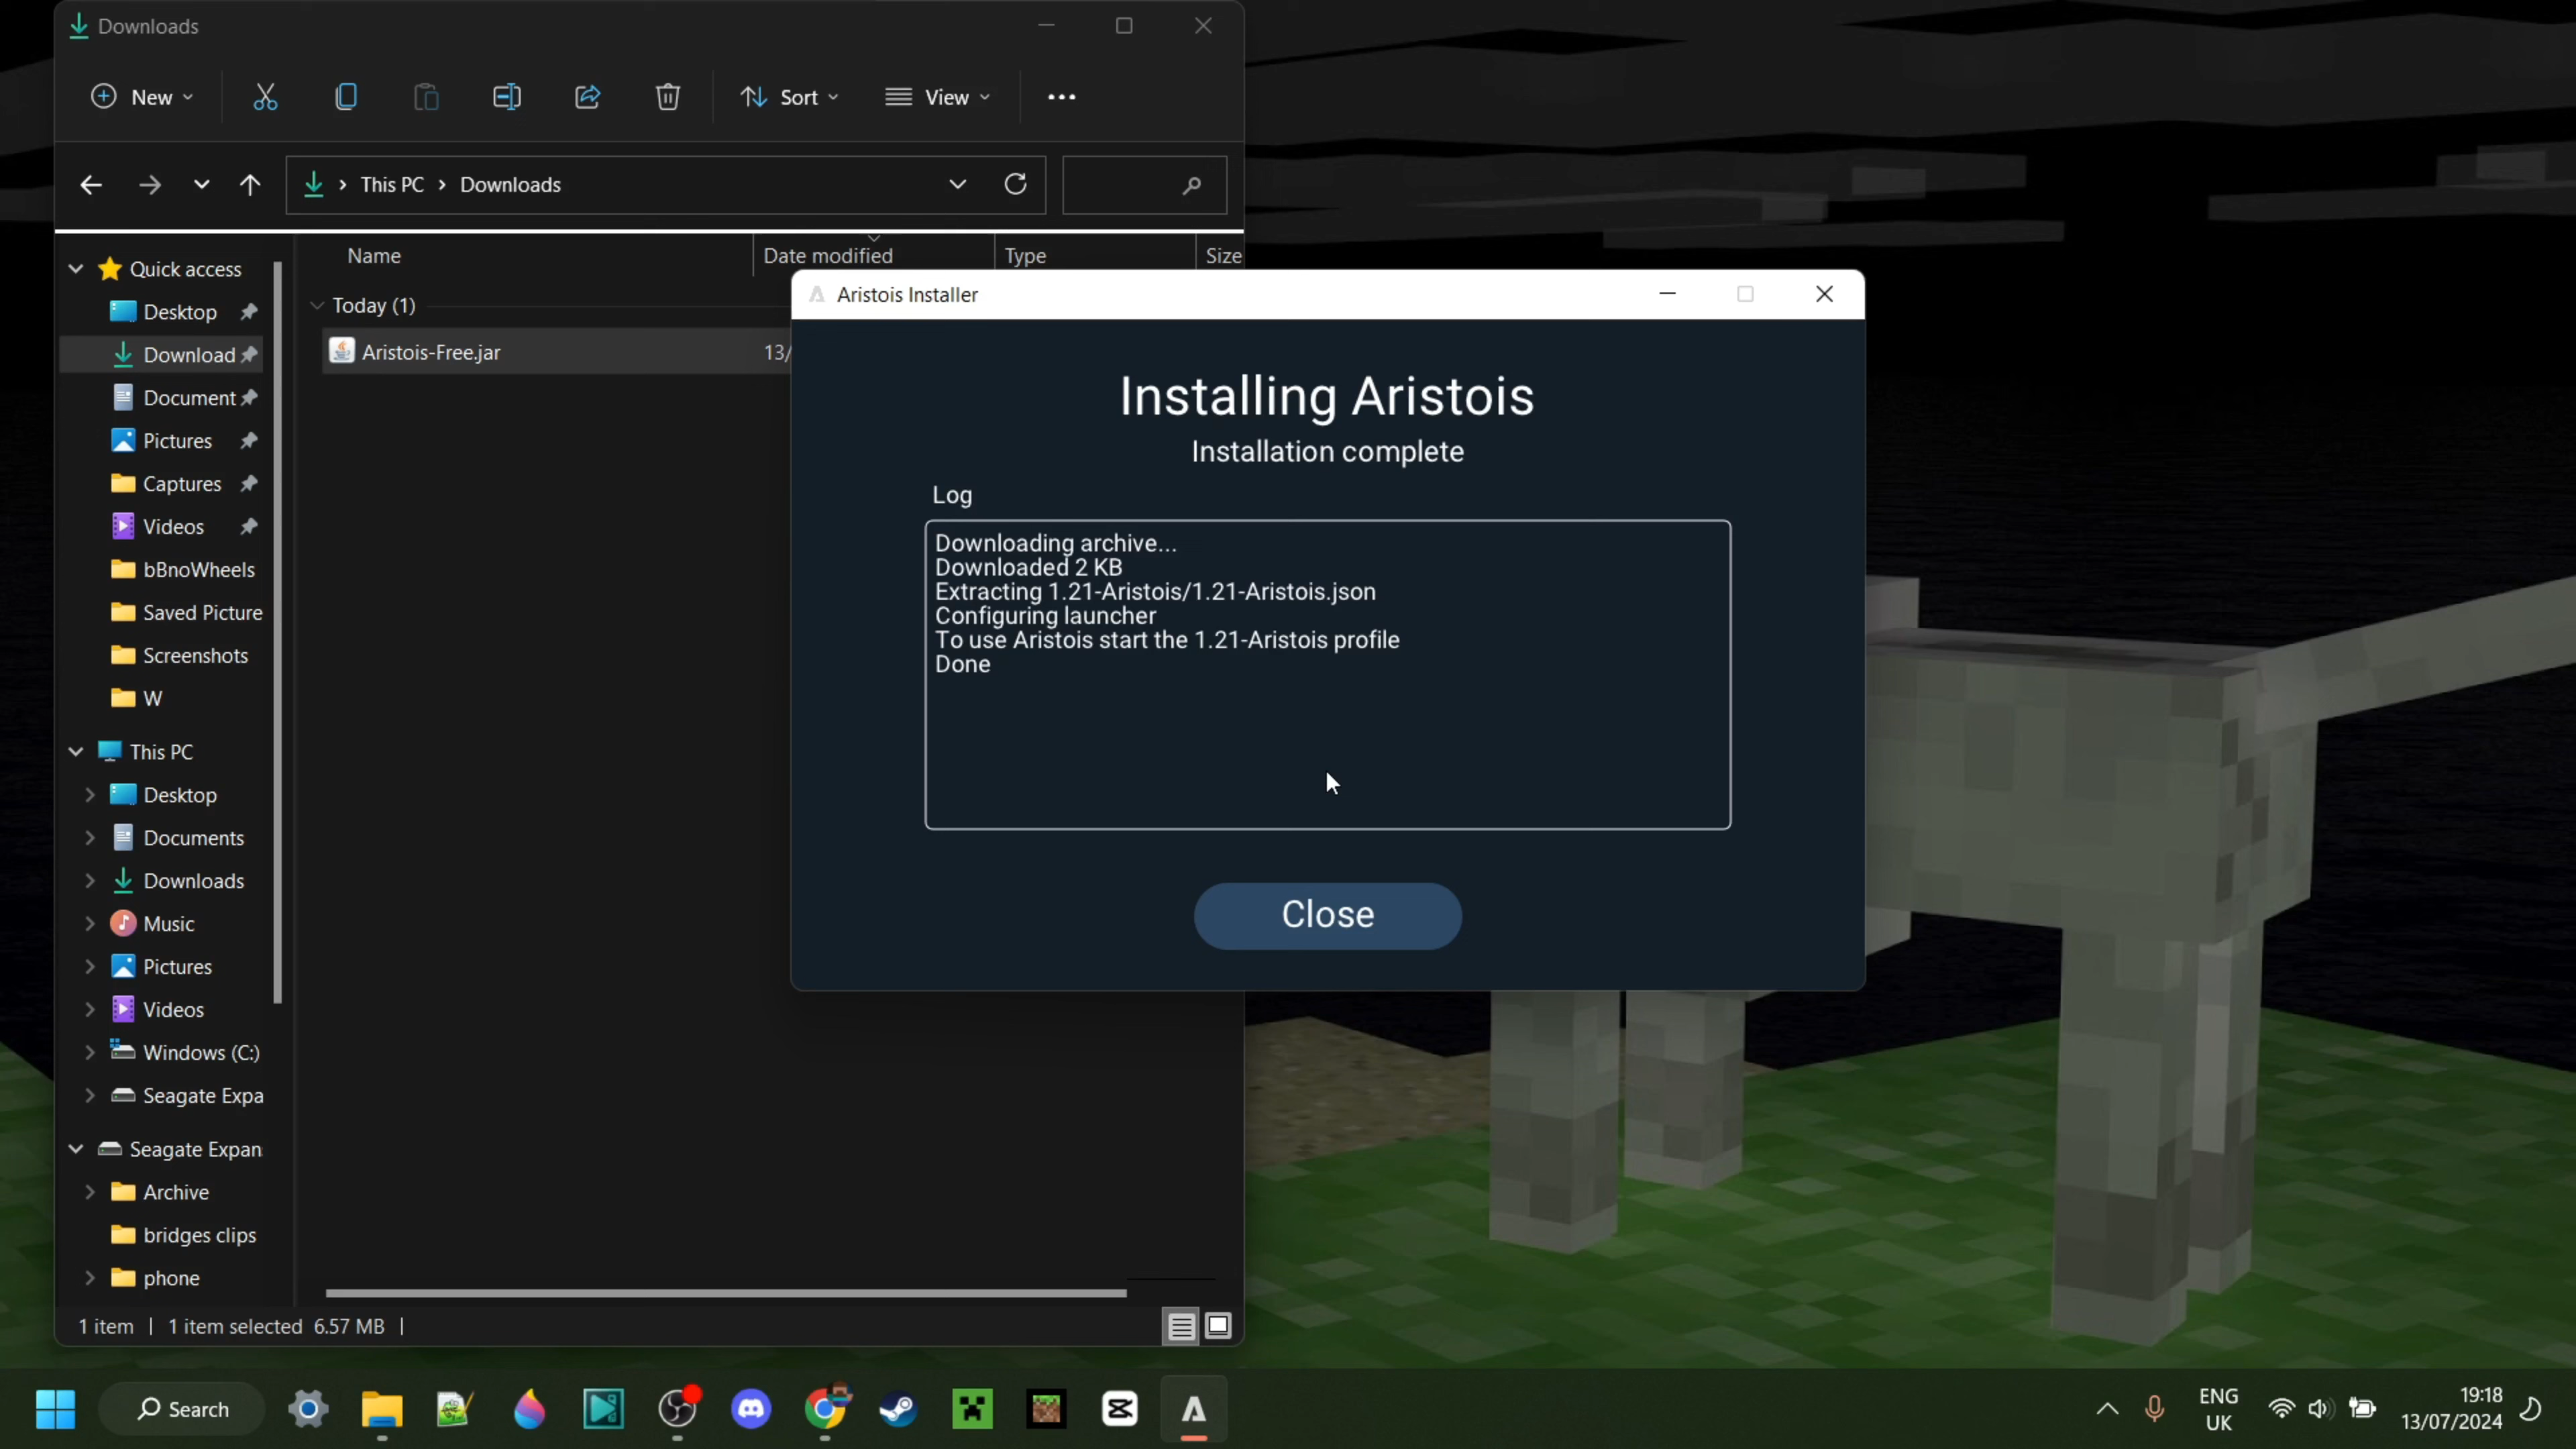 Downloads
New
Sort
View
This PC
Downloads
Name
Date modified
Type
Size
Quick access
Desktop
Download
Document
Pictures
Captures
Videos
bBnoWheels
Saved Picture
Screenshots
W
This PC
Desktop
Documents
Downloads
Music
Pictures
Videos
Windows (C:)
Seagate Expa
Seagate Expan
Archive
bridges clips
phone
Today (1)
Aristois-Free.jar
13/
1 item
1 item selected 6.57 MB
Aristois Installer
Installing Aristois
Installation complete
Log
Downloading archive...
Downloaded 2 KB
Extracting 1.21-Aristois/1.21-Aristois.json
Configuring launcher
To use Aristois start the 1.21-Aristois profile
Done
Close
Search
ENG
UK
19:18
13/07/2024